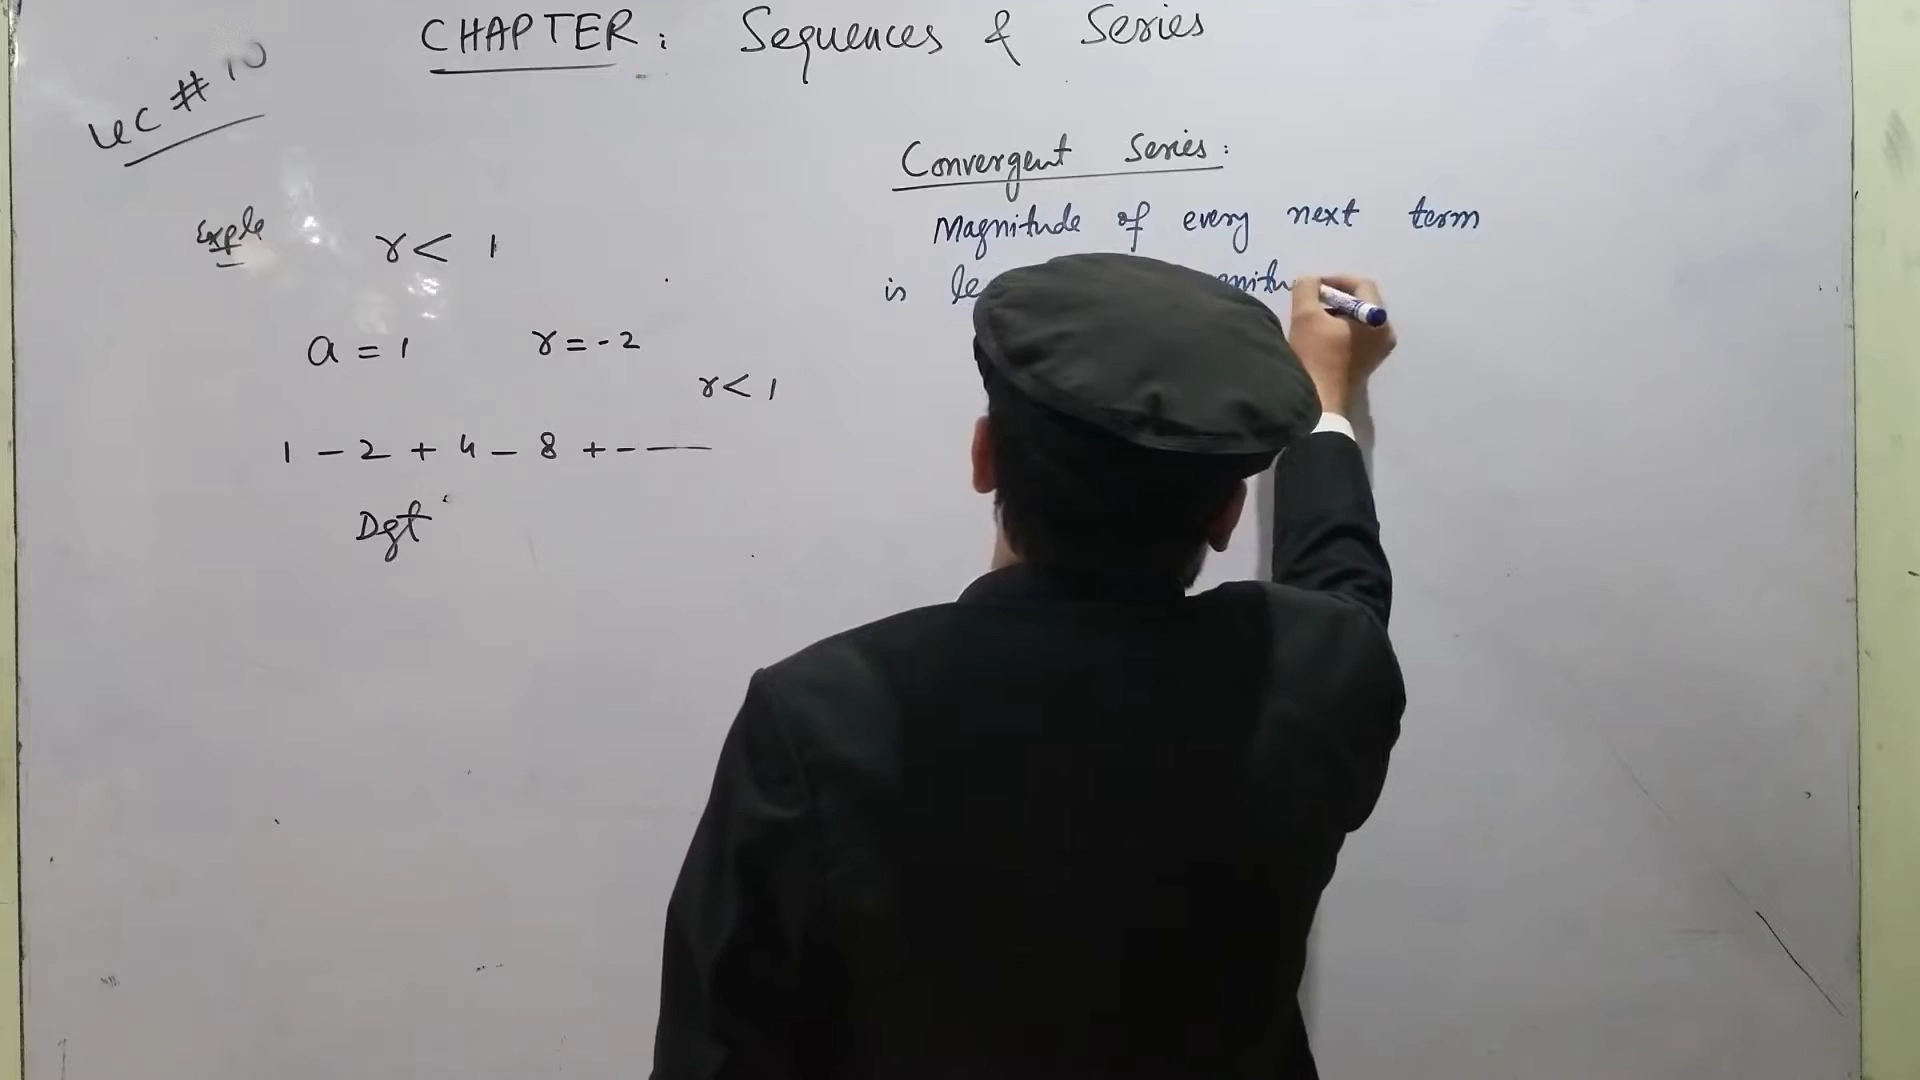 CHAPTER: Sequences & Series
Lec # 10
Exple r < 1
a = 1 r = -2
r < 1
1 - 2 + 4 - 8 + - —
Dgt
Convergent Series:
Magnitude of every next term
is